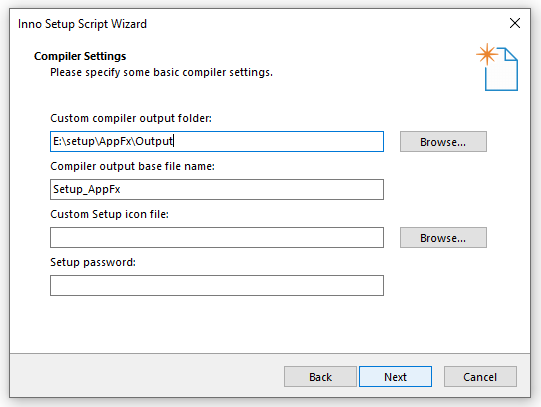 Inno Setup Script Wizard
Compiler Settings
Please specify some basic compiler settings.
Custom compiler output folder:
E:\setup\AppFx\Output
Browse...
Compiler output base file name:
Setup_AppFx
Custom Setup icon file:
Browse...
Setup password:
Back
Next
Cancel